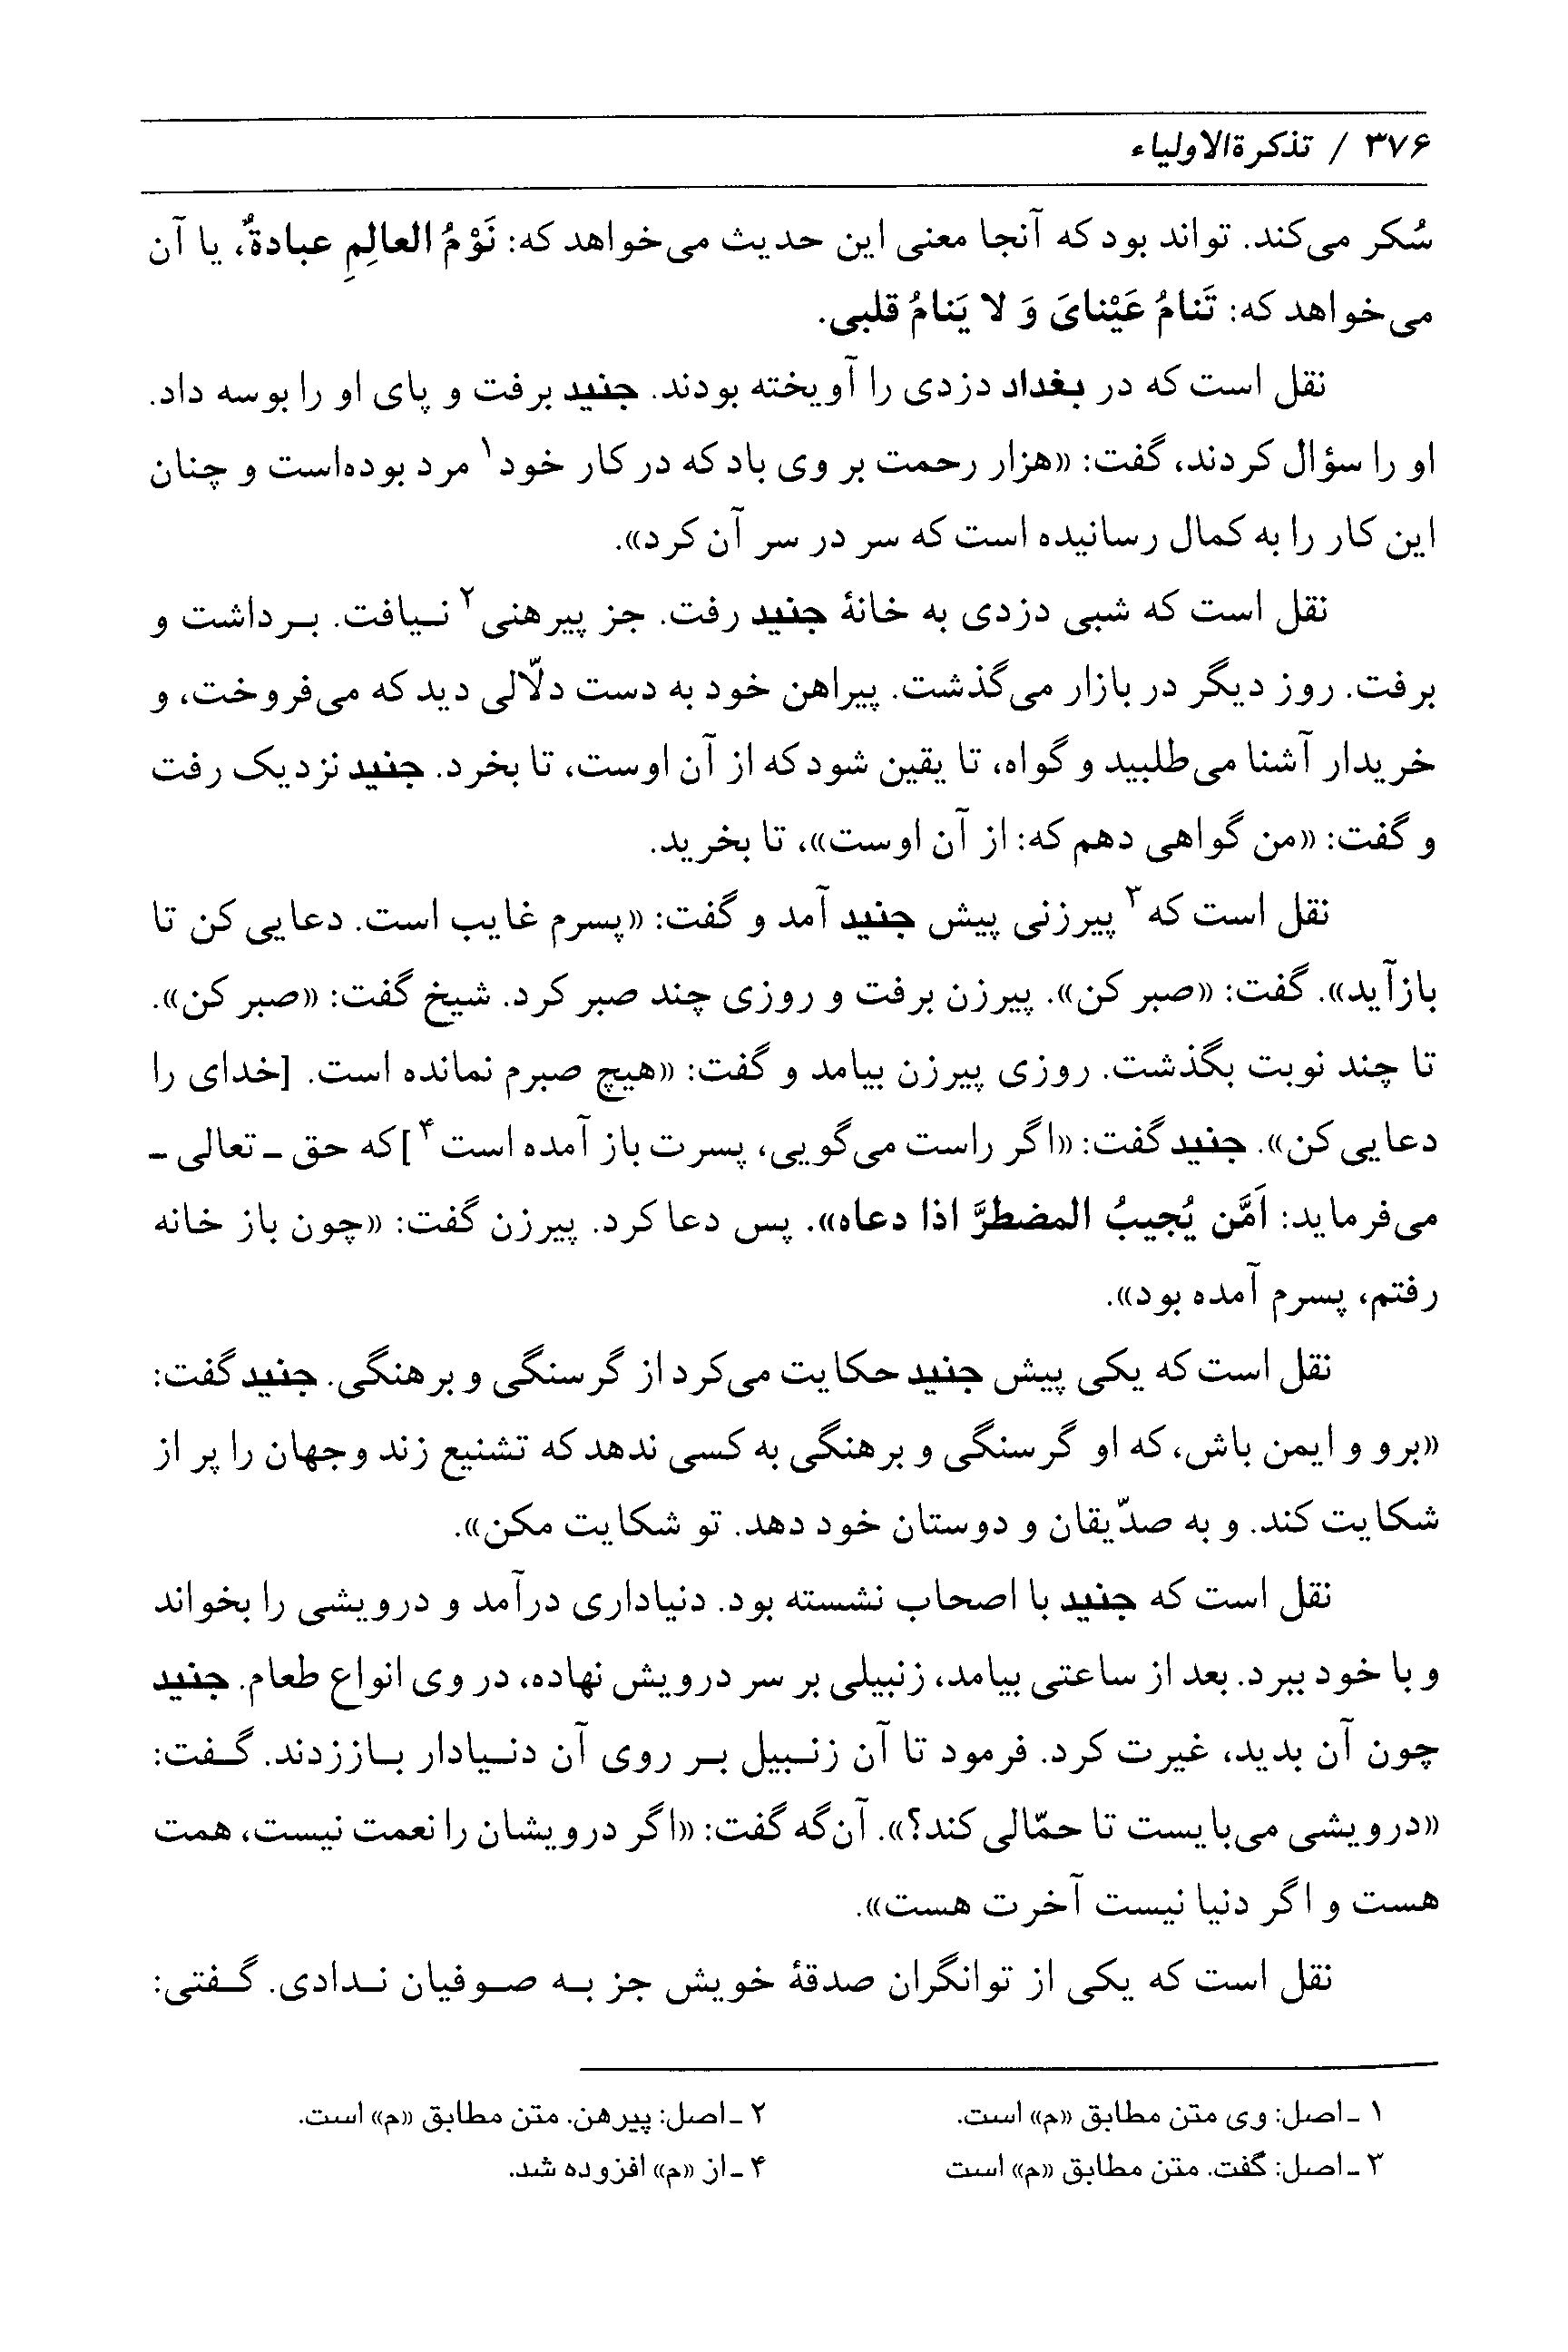 ۳۷۶ / تذکرةالاولیاء
سُکر می‌کند. تواند بود که آنجا معنی این حدیث می‌خواهد که: نَوْمُ العالِمِ عبادةٌ، یا آن
می‌خواهد که: تَنامُ عَیْنایَ وَ لا یَنامُ قلبی.
نقل است که در بغداد دزدی را آویخته بودند. جنید برفت و پای او را بوسه داد.
او را سؤال کردند، گفت: «هزار رحمت بر وی باد که در کار خود۱ مرد بوده‌است و چنان
این کار را به کمال رسانیده است که سر در سر آن کرد».
نقل است که شبی دزدی به خانهٔ جنید رفت. جز پیرهنی۲ نیافت. برداشت و
برفت. روز دیگر در بازار می‌گذشت. پیراهن خود به دست دلّالی دید که می‌فروخت، و
خریدار آشنا می‌طلبید و گواه، تا یقین شود که از آن اوست، تا بخرد. جنید نزدیک رفت
و گفت: «من گواهی دهم که: از آن اوست»، تا بخرید.
نقل است که۳ پیرزنی پیش جنید آمد و گفت: «پسرم غایب است. دعایی کن تا
بازآید». گفت: «صبر کن». پیرزن برفت و روزی چند صبر کرد. شیخ گفت: «صبر کن».
تا چند نوبت بگذشت. روزی پیرزن بیامد و گفت: «هیچ صبرم نمانده است. [خدای را
دعایی کن». جنید گفت: «اگر راست می‌گویی، پسرت باز آمده است۴] که حق ـ تعالی ـ
می‌فرماید: اَمَّن یُجیبُ المضطرَّ اذا دعاه». پس دعا کرد. پیرزن گفت: «چون باز خانه
رفتم، پسرم آمده بود».
نقل است که یکی پیش جنید حکایت می‌کرد از گرسنگی و برهنگی. جنید گفت:
«برو و ایمن باش، که او گرسنگی و برهنگی به کسی ندهد که تشنیع زند و جهان را پر از
شکایت کند. و به صدّیقان و دوستان خود دهد. تو شکایت مکن».
نقل است که جنید با اصحاب نشسته بود. دنیاداری درآمد و درویشی را بخواند
و با خود ببرد. بعد از ساعتی بیامد، زنبیلی بر سر درویش نهاده، در وی انواع طعام. جنید
چون آن بدید، غیرت کرد. فرمود تا آن زنبیل بر روی آن دنیادار باززدند. گفت:
«درویشی می‌بایست تا حمّالی کند؟». آن‌گه گفت: «اگر درویشان را نعمت نیست، همت
هست و اگر دنیا نیست آخرت هست».
نقل است که یکی از توانگران صدقهٔ خویش جز به صوفیان ندادی. گفتی:
۱ ـ اصل: وی متن مطابق «م» است.
۲ ـ اصل: پیرهن. متن مطابق «م» است.
۳ ـ اصل: گفت. متن مطابق «م» است
۴ ـ از «م» افزوده شد.